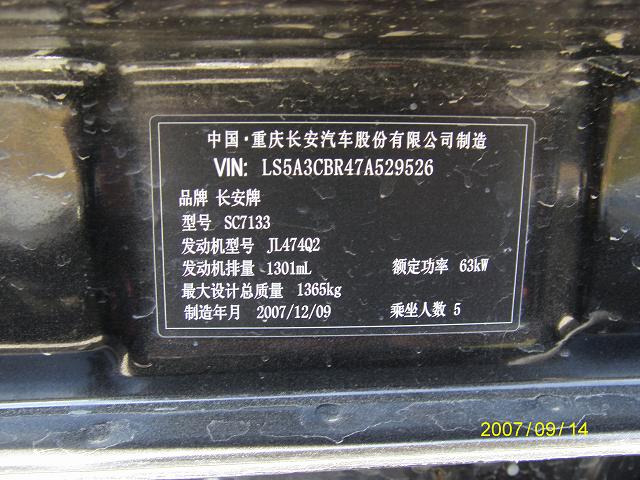 中国·重庆长安汽车股份有限公司制造
VIN: LS5A3CBR47A529526
品牌 长安牌
型号 SC7133
发动机型号 JL474Q2
发动机排量 1301mL 额定功率 63kW
最大设计总质量 1365kg
制造年月 2007/12/09 乘坐人数 5
2007/09/14